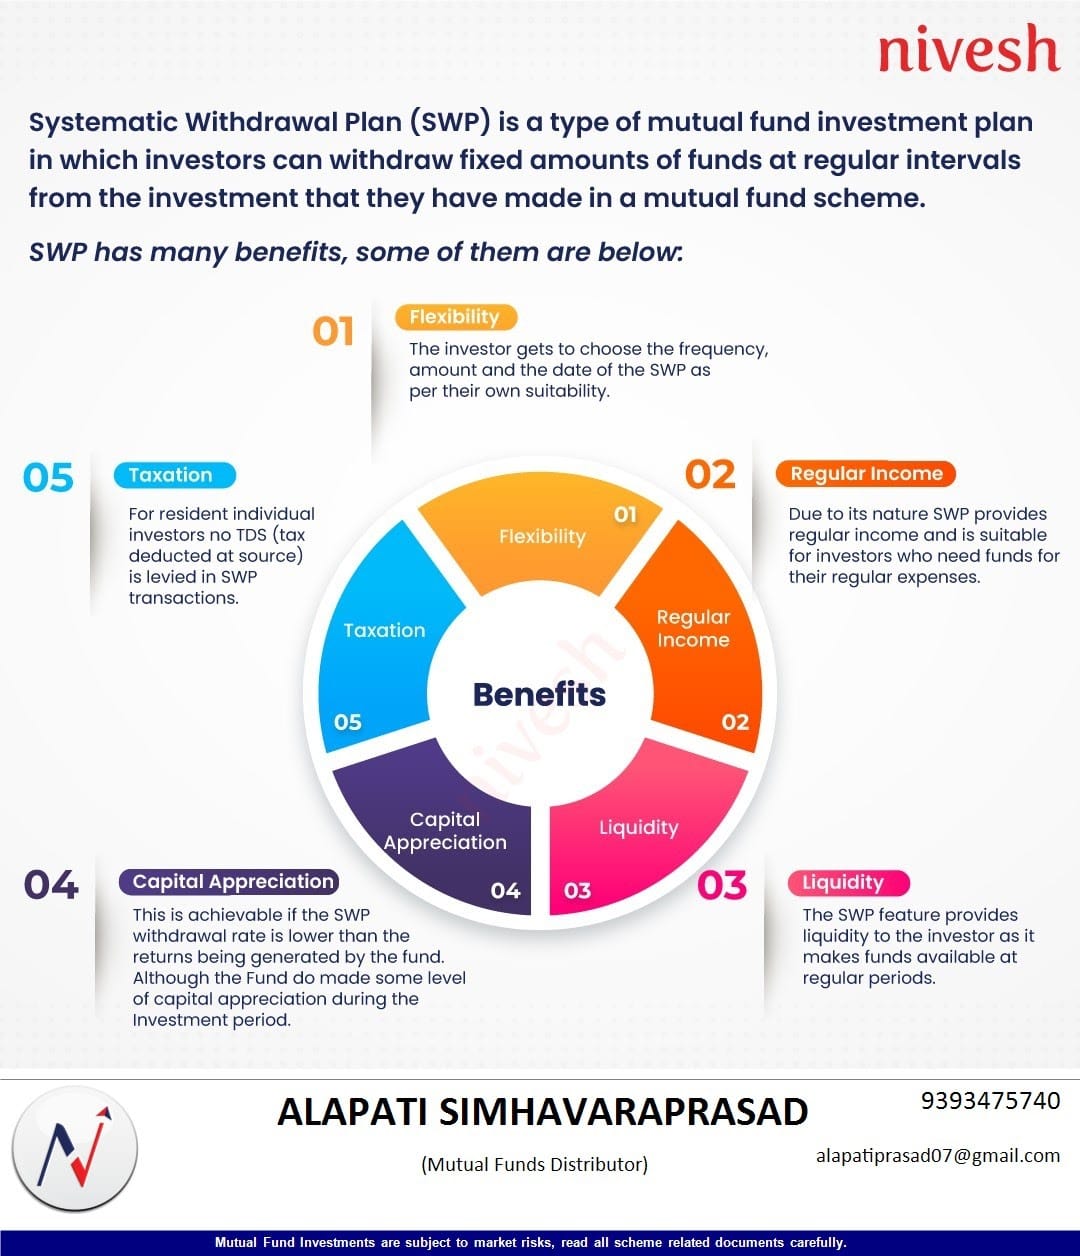 nivesh
Systematic Withdrawal Plan (SWP) is a type of mutual fund investment plan
in which investors can withdraw fixed amounts of funds at regular intervals
from the investment that they have made in a mutual fund scheme.
SWP has many benefits, some of them are below:
01
Flexibility
The investor gets to choose the frequency,
amount and the date of the SWP as
per their own suitability.
02
Regular Income
Due to its nature SWP provides
regular income and is suitable
for investors who need funds for
their regular expenses.
03
Liquidity
The SWP feature provides
liquidity to the investor as it
makes funds available at
regular periods.
04
Capital Appreciation
This is achievable if the SWP
withdrawal rate is lower than the
returns being generated by the fund.
Although the Fund do made some level
of capital appreciation during the
Investment period.
05
Taxation
For resident individual
investors no TDS (tax
deducted at source)
is levied in SWP
transactions.
Benefits
nivesh
Flexibility
01
Regular
Income
02
Liquidity
03
Capital
Appreciation
04
Taxation
05
ALAPATI SIMHAVARAPRASAD
(Mutual Funds Distributor)
9393475740
alapatiprasad07@gmail.com
Mutual Fund Investments are subject to market risks, read all scheme related documents carefully.